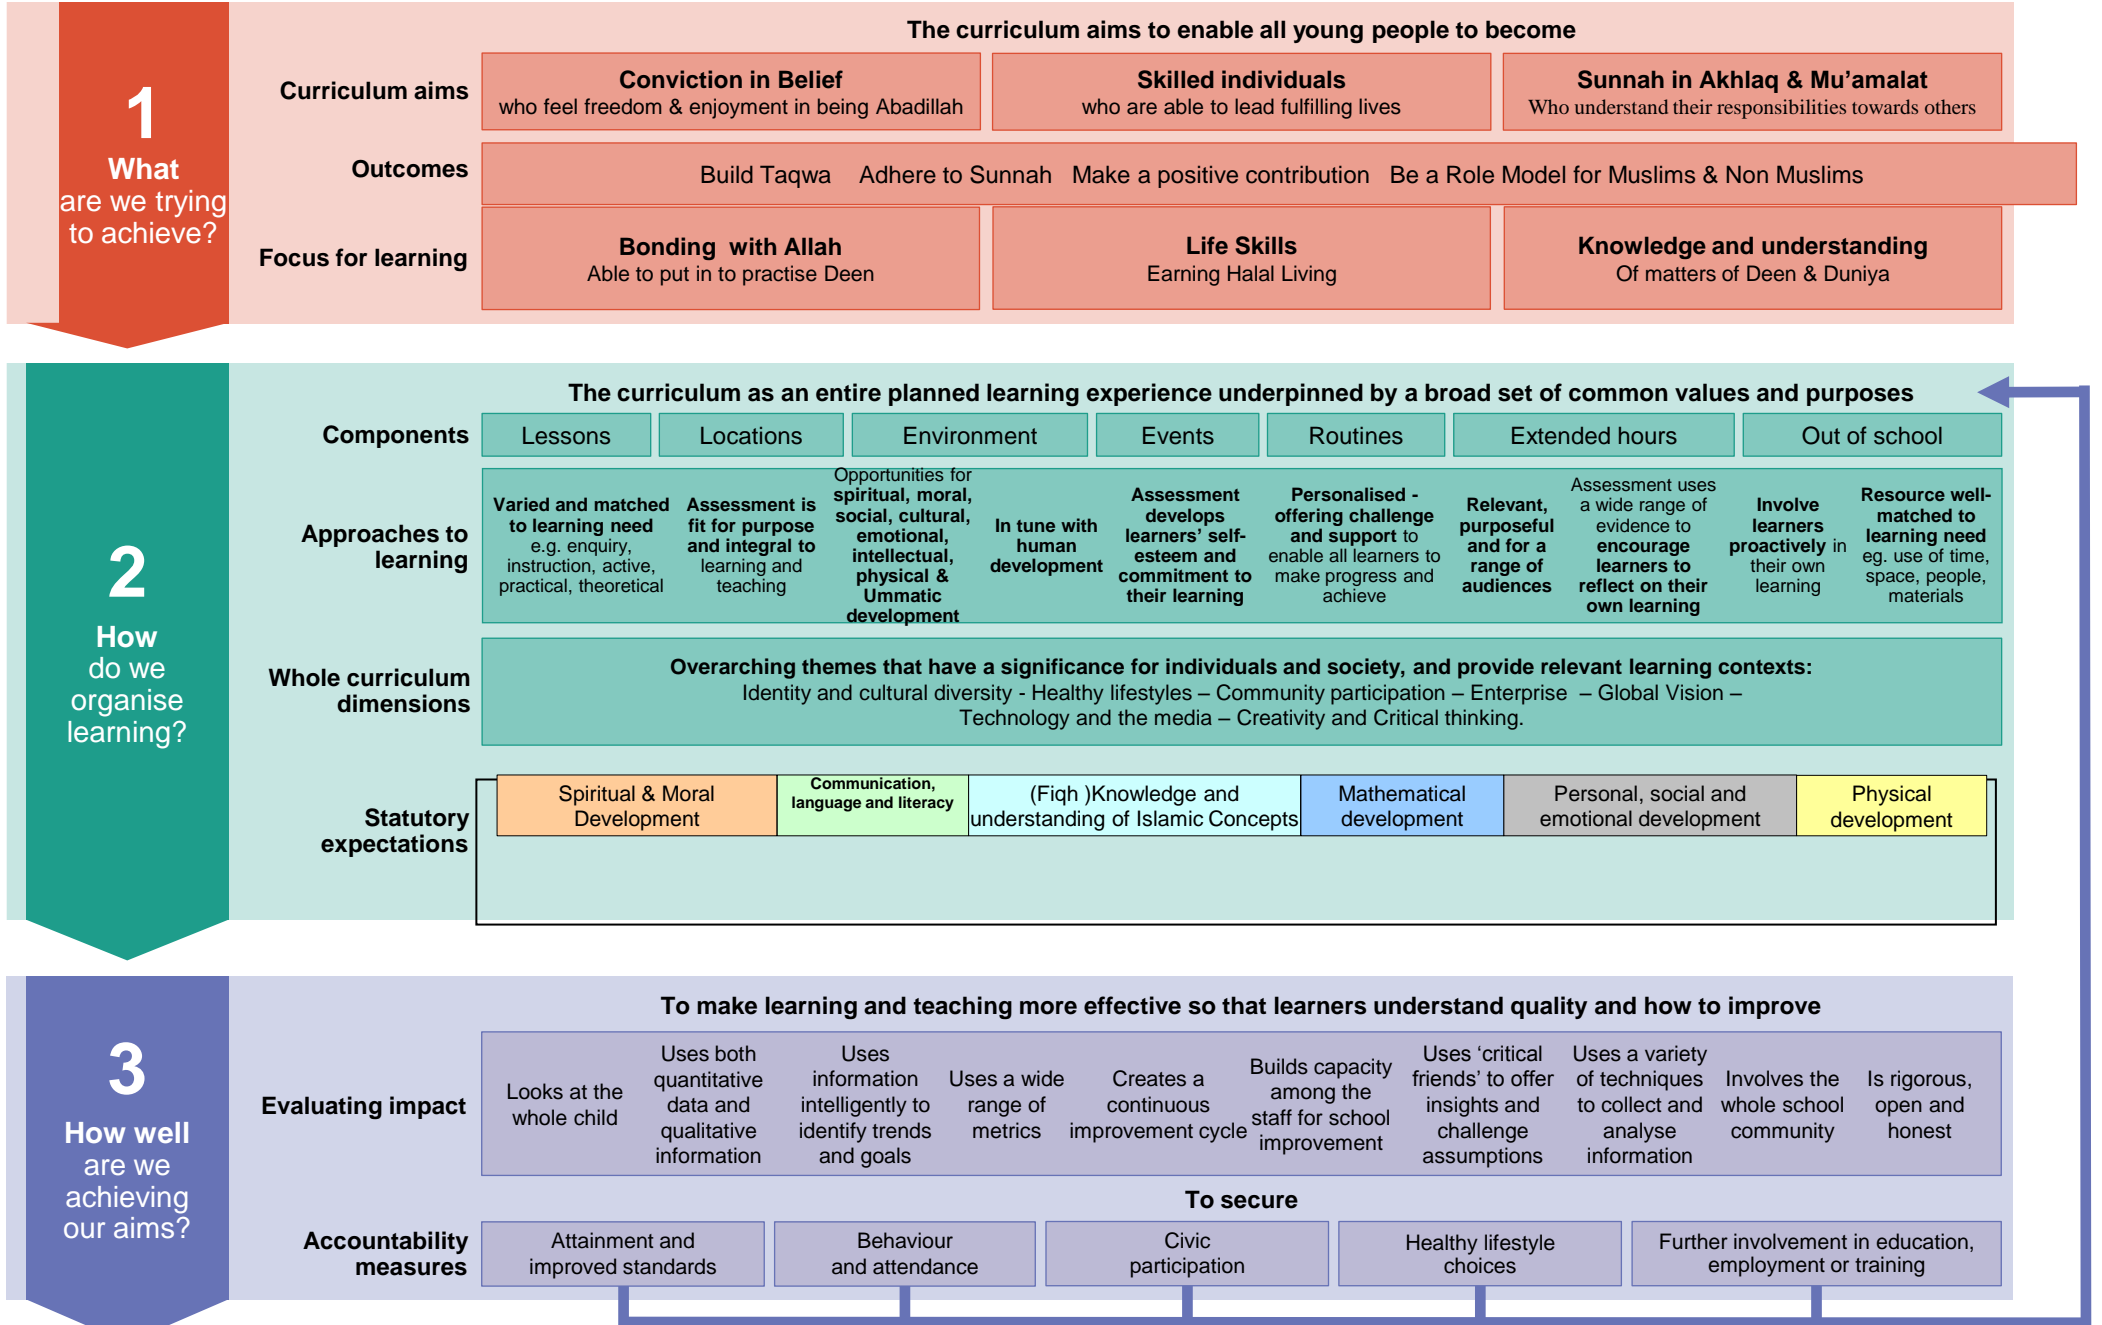 1
What
are we trying
to achieve?
The curriculum aims to enable all young people to become
Curriculum aims
Conviction in Belief
who feel freedom & enjoyment in being Abadillah
Skilled individuals
who are able to lead fulfilling lives
Sunnah in Akhlaq & Mu’amalat
Who understand their responsibilities towards others
Outcomes
Build Taqwa Adhere to Sunnah Make a positive contribution Be a Role Model for Muslims & Non Muslims
Focus for learning
Bonding with Allah
Able to put in to practise Deen
Life Skills
Earning Halal Living
Knowledge and understanding
Of matters of Deen & Duniya
2
How
do we
organise
learning?
The curriculum as an entire planned learning experience underpinned by a broad set of common values and purposes
Components
Lessons
Locations
Environment
Events
Routines
Extended hours
Out of school
Approaches to
learning
Varied and matched
to learning need
e.g. enquiry,
instruction, active,
practical, theoretical
Assessment is
fit for purpose
and integral to
learning and
teaching
Opportunities for
spiritual, moral,
social, cultural,
emotional,
intellectual,
physical &
Ummatic
development
In tune with
human
development
Assessment
develops
learners’ self-
esteem and
commitment to
their learning
Personalised -
offering challenge
and support to
enable all learners to
make progress and
achieve
Relevant,
purposeful
and for a
range of
audiences
Assessment uses
a wide range of
evidence to
encourage
learners to
reflect on their
own learning
Involve
learners
proactively in
their own
learning
Resource well-
matched to
learning need
eg. use of time,
space, people,
materials
Whole curriculum
dimensions
Overarching themes that have a significance for individuals and society, and provide relevant learning contexts:
Identity and cultural diversity - Healthy lifestyles – Community participation – Enterprise – Global Vision –
Technology and the media – Creativity and Critical thinking.
Statutory
expectations
Spiritual & Moral
Development
Communication,
language and literacy
(Fiqh )Knowledge and
understanding of Islamic Concepts
Mathematical
development
Personal, social and
emotional development
Physical
development
3
How well
are we
achieving
our aims?
To make learning and teaching more effective so that learners understand quality and how to improve
Evaluating impact
Looks at the
whole child
Uses both
quantitative
data and
qualitative
information
Uses
information
intelligently to
identify trends
and goals
Uses a wide
range of
metrics
Creates a
continuous
improvement cycle
Builds capacity
among the
staff for school
improvement
Uses ‘critical
friends’ to offer
insights and
challenge
assumptions
Uses a variety
of techniques
to collect and
analyse
information
Involves the
whole school
community
Is rigorous,
open and
honest
To secure
Accountability
measures
Attainment and
improved standards
Behaviour
and attendance
Civic
participation
Healthy lifestyle
choices
Further involvement in education,
employment or training